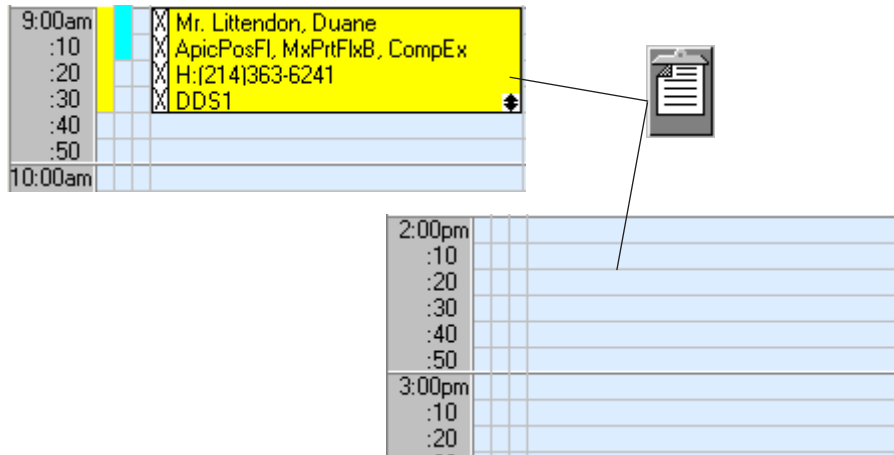 9:00am
:10
:20
:30
:40
:50
10:00am
X Mr. Littendon, Duane
X ApicPosFl, MxPrtFlxB, CompEx
X H:(214)363-6241
X DDS1
2:00pm
:10
:20
:30
:40
:50
3:00pm
:10
:20